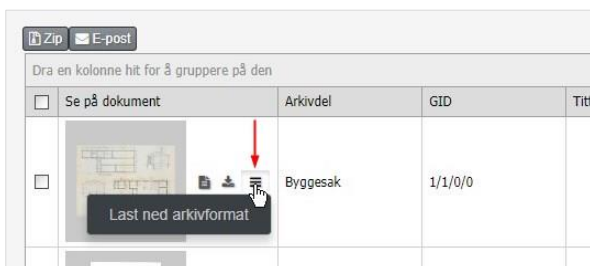 Zip E-post
Dra en kolonne hit for å gruppere på den
Se på dokument Arkivdel GID
Byggesak 1/1/0/0
Last ned arkivformat